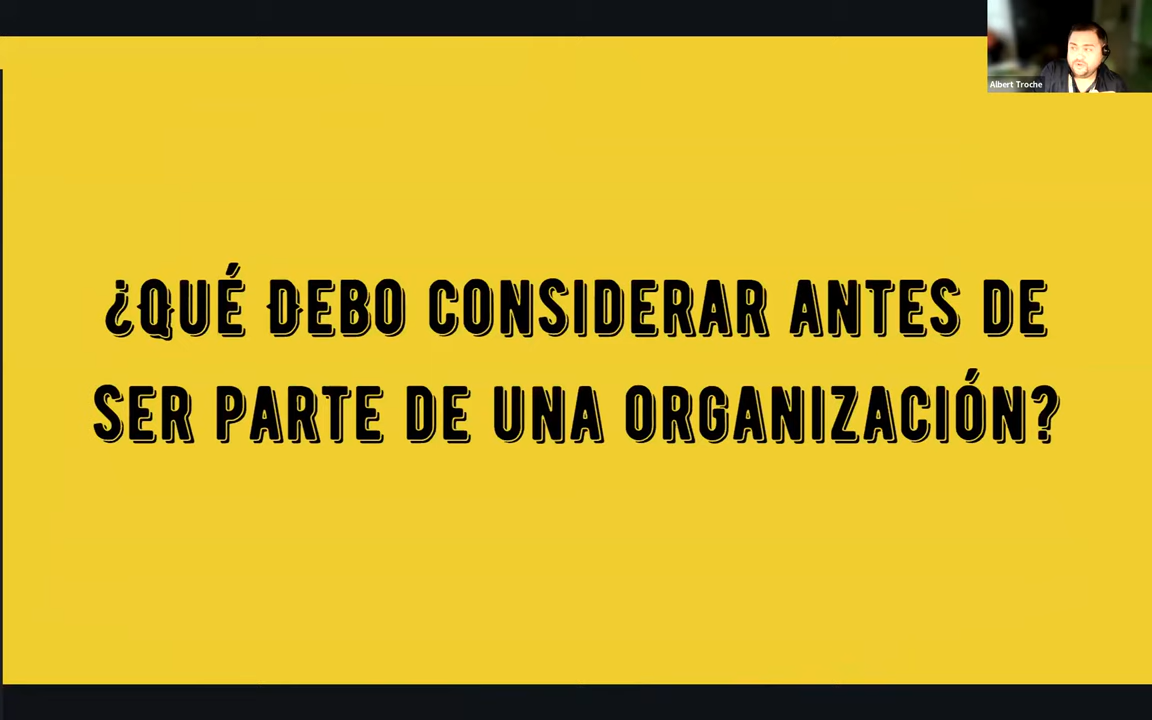 Albert Troche
¿QUÉ DEBO CONSIDERAR ANTES DE
SER PARTE DE UNA ORGANIZACIÓN?